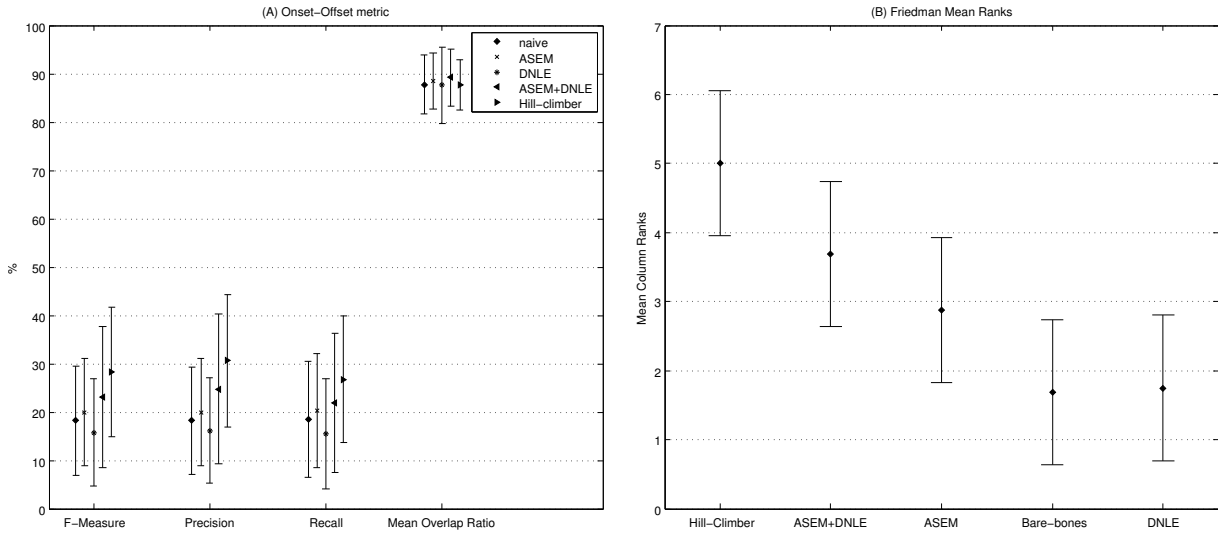 (A) Onset−Offset metric
100
90
80
70
60
50
40
30
20
10
0
%
F−Measure
Precision
Recall
Mean Overlap Ratio
naive
ASEM
DNLE
ASEM+DNLE
Hill−climber
(B) Friedman Mean Ranks
7
6
5
4
3
2
1
0
Mean Column Ranks
Hill−Climber
ASEM+DNLE
ASEM
Bare−bones
DNLE